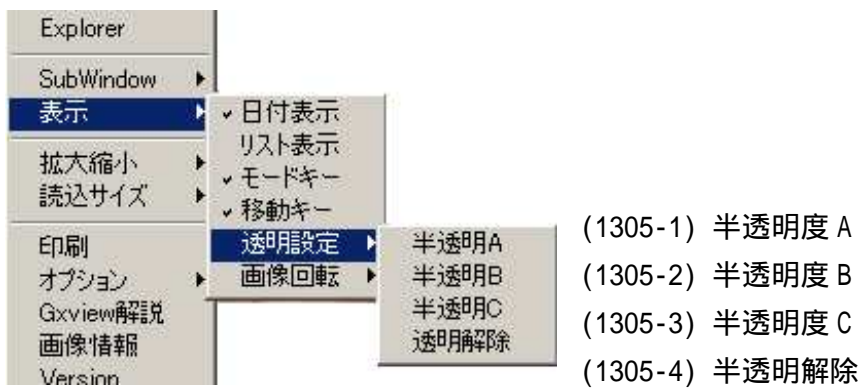 Explorer
SubWindow
表示
拡大縮小
読込サイズ
印刷
オプション
Gxview解説
画像情報
Version
日付表示
リスト表示
モードキー
移動キー
透明設定
画像回転
半透明A
半透明B
半透明C
透明解除
(1305-1) 半透明度 A
(1305-2) 半透明度 B
(1305-3) 半透明度 C
(1305-4) 半透明解除